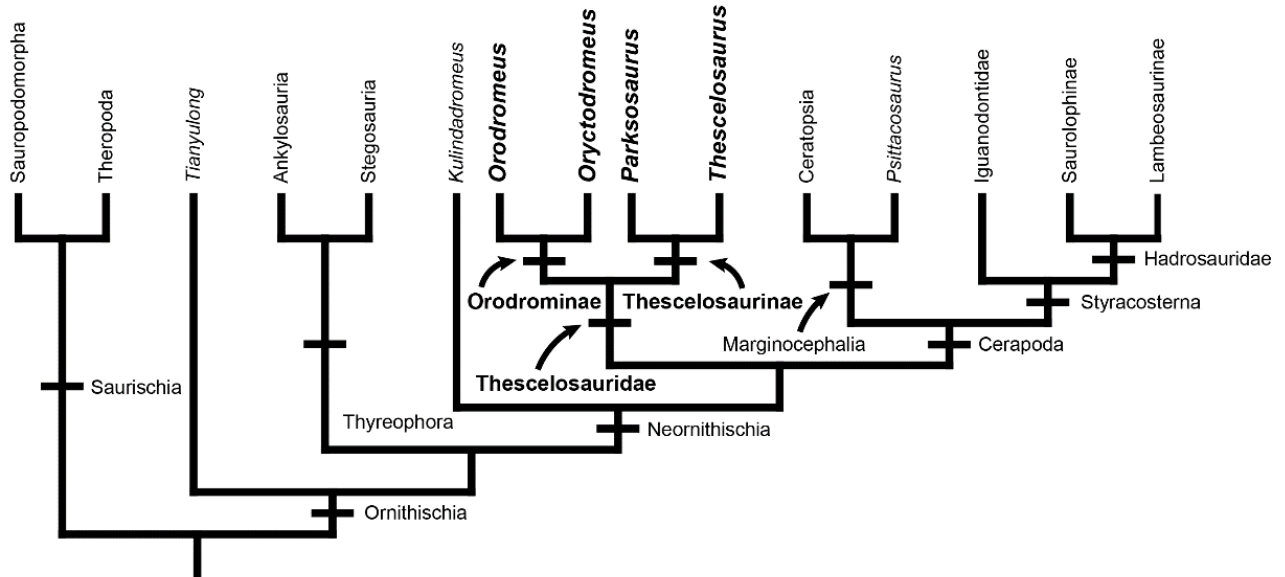 Sauropodomorpha
Theropoda
Tianyulong
Ankylosauria
Stegosauria
Kulindadromeus
Orodromeus
Oryctodromeus
Parksosaurus
Thescelosaurus
Ceratopsia
Psittacosaurus
Iguanodontidae
Saurolophinae
Lambeosaurinae
Hadrosauridae
Orodrominae
Thescelosaurinae
Styracosterna
Marginocephalia
Cerapoda
Thescelosauridae
Saurischia
Thyreophora
Neornithischia
Ornithischia